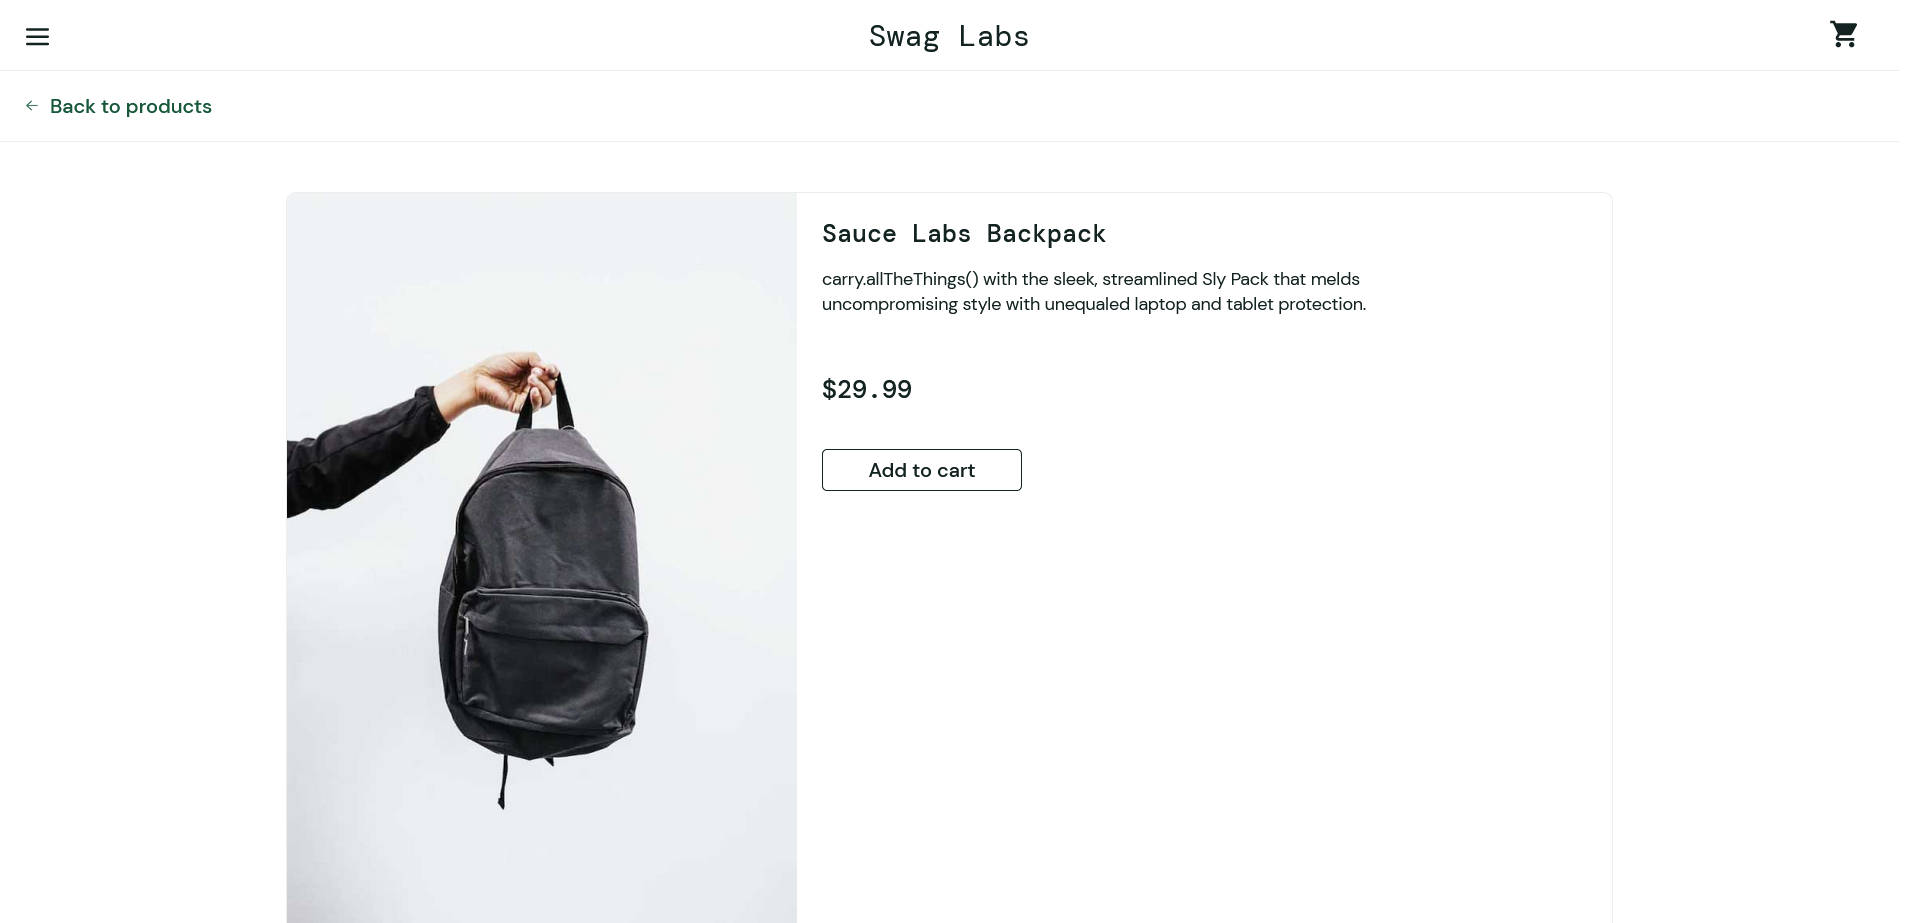 Swag Labs
Back to products
Sauce Labs Backpack
carry.allTheThings() with the sleek, streamlined Sly Pack that melds
uncompromising style with unequaled laptop and tablet protection.
$29.99
Add to cart